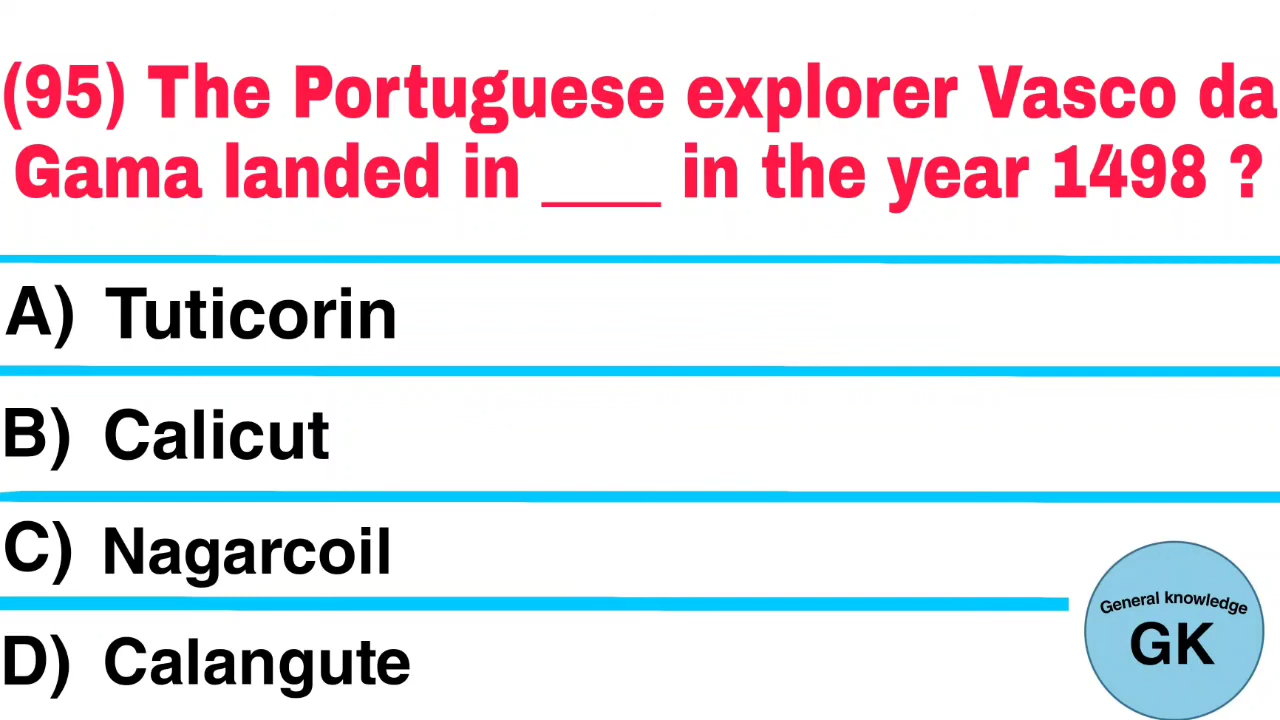 (95) The Portuguese explorer Vasco da
Gama landed in ____ in the year 1498 ?
A) Tuticorin
B) Calicut
C) Nagarcoil
D) Calangute
General knowledge
GK